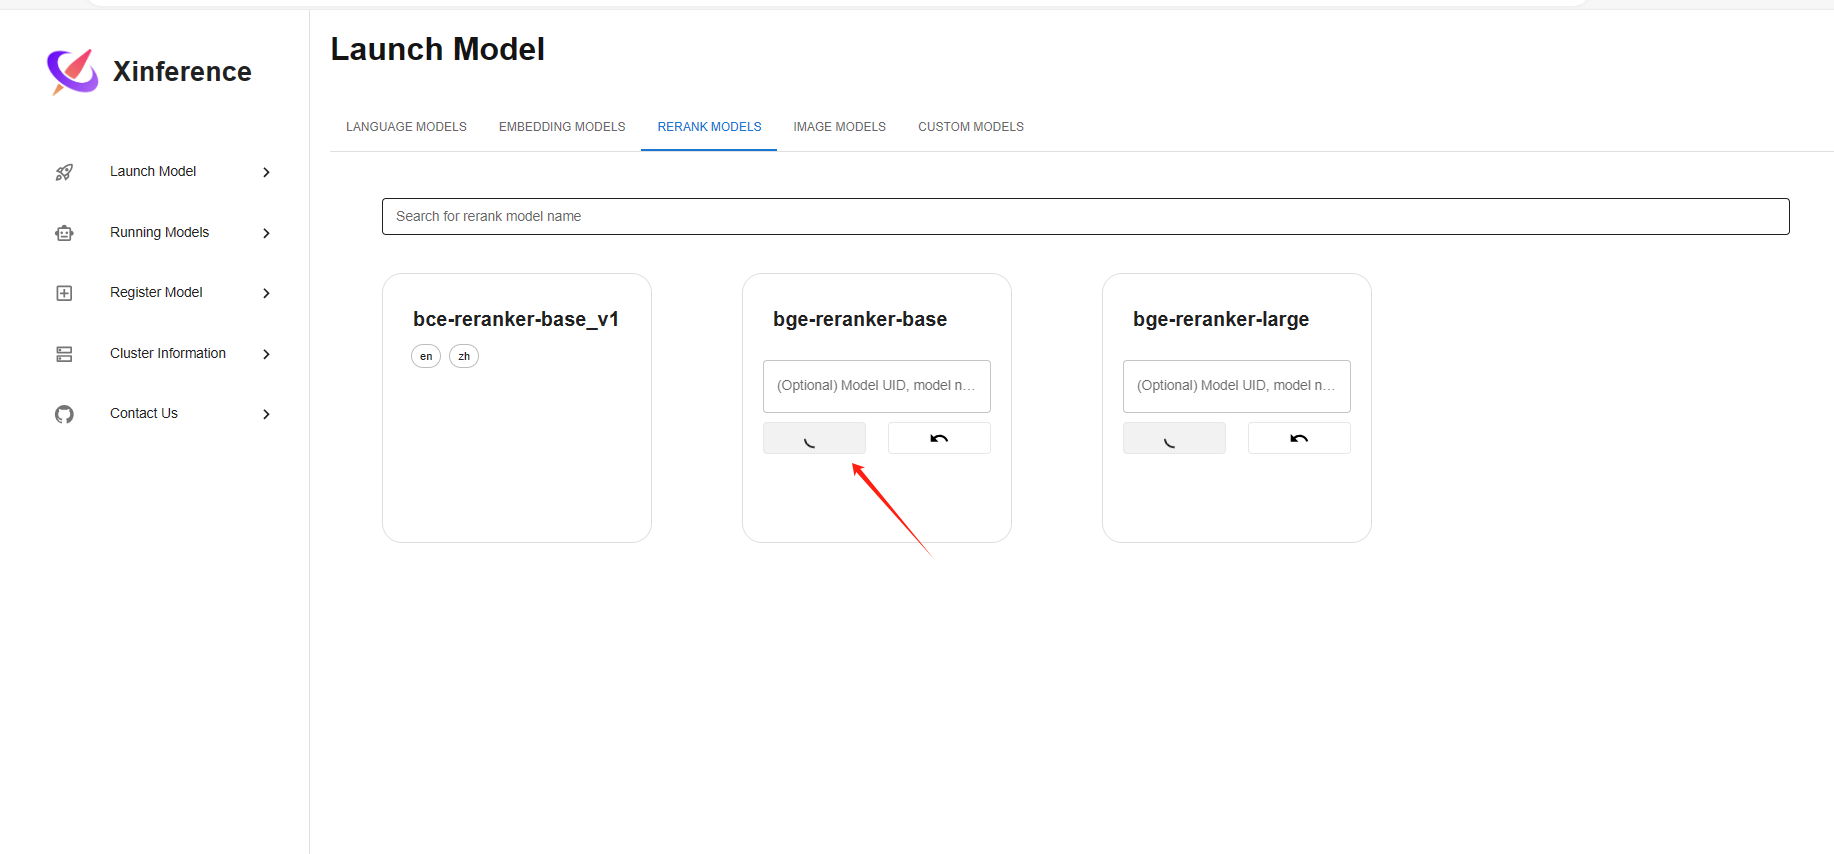 Xinference
Launch Model
Running Models
Register Model
Cluster Information
Contact Us
Launch Model
LANGUAGE MODELS
EMBEDDING MODELS
RERANK MODELS
IMAGE MODELS
CUSTOM MODELS
Search for rerank model name
bce-reranker-base_v1
en
zh
bge-reranker-base
(Optional) Model UID, model n…
bge-reranker-large
(Optional) Model UID, model n…